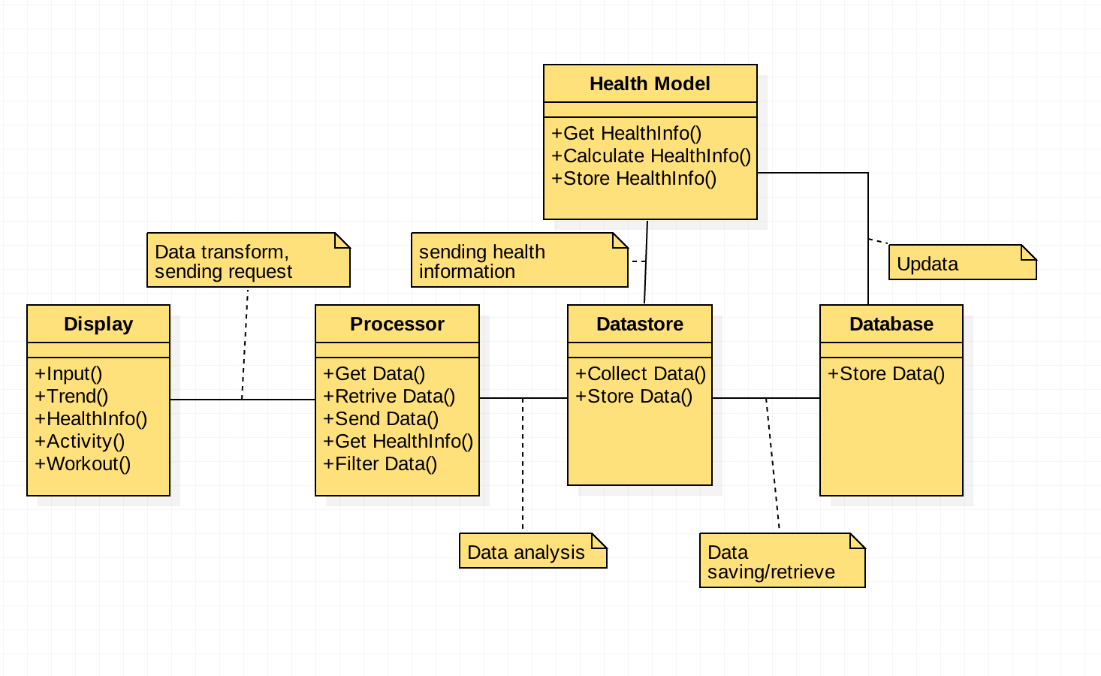 Health Model
+Get HealthInfo()
+Calculate HealthInfo()
+Store HealthInfo()
Data transform,
sending request
sending health
information
Updata
Display
+Input()
+Trend()
+HealthInfo()
+Activity()
+Workout()
Processor
+Get Data()
+Retrive Data()
+Send Data()
+Get HealthInfo()
+Filter Data()
Datastore
+Collect Data()
+Store Data()
Database
+Store Data()
Data analysis
Data
saving/retrieve